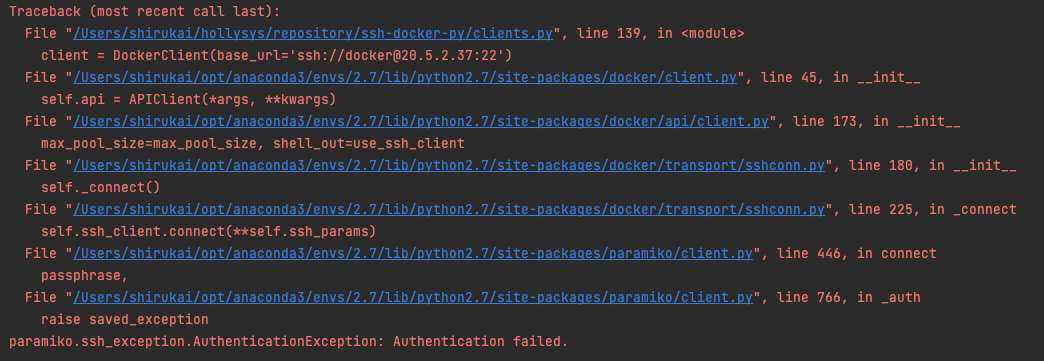 Traceback (most recent call last):
  File "/Users/shirukai/hollysys/repository/ssh-docker-py/clients.py", line 139, in <module>
    client = DockerClient(base_url='ssh://docker@20.5.2.37:22')
  File "/Users/shirukai/opt/anaconda3/envs/2.7/lib/python2.7/site-packages/docker/client.py", line 45, in __init__
    self.api = APIClient(*args, **kwargs)
  File "/Users/shirukai/opt/anaconda3/envs/2.7/lib/python2.7/site-packages/docker/api/client.py", line 173, in __init__
    max_pool_size=max_pool_size, shell_out=use_ssh_client
  File "/Users/shirukai/opt/anaconda3/envs/2.7/lib/python2.7/site-packages/docker/transport/sshconn.py", line 180, in __init__
    self._connect()
  File "/Users/shirukai/opt/anaconda3/envs/2.7/lib/python2.7/site-packages/docker/transport/sshconn.py", line 225, in _connect
    self.ssh_client.connect(**self.ssh_params)
  File "/Users/shirukai/opt/anaconda3/envs/2.7/lib/python2.7/site-packages/paramiko/client.py", line 446, in connect
    passphrase,
  File "/Users/shirukai/opt/anaconda3/envs/2.7/lib/python2.7/site-packages/paramiko/client.py", line 766, in _auth
    raise saved_exception
paramiko.ssh_exception.AuthenticationException: Authentication failed.